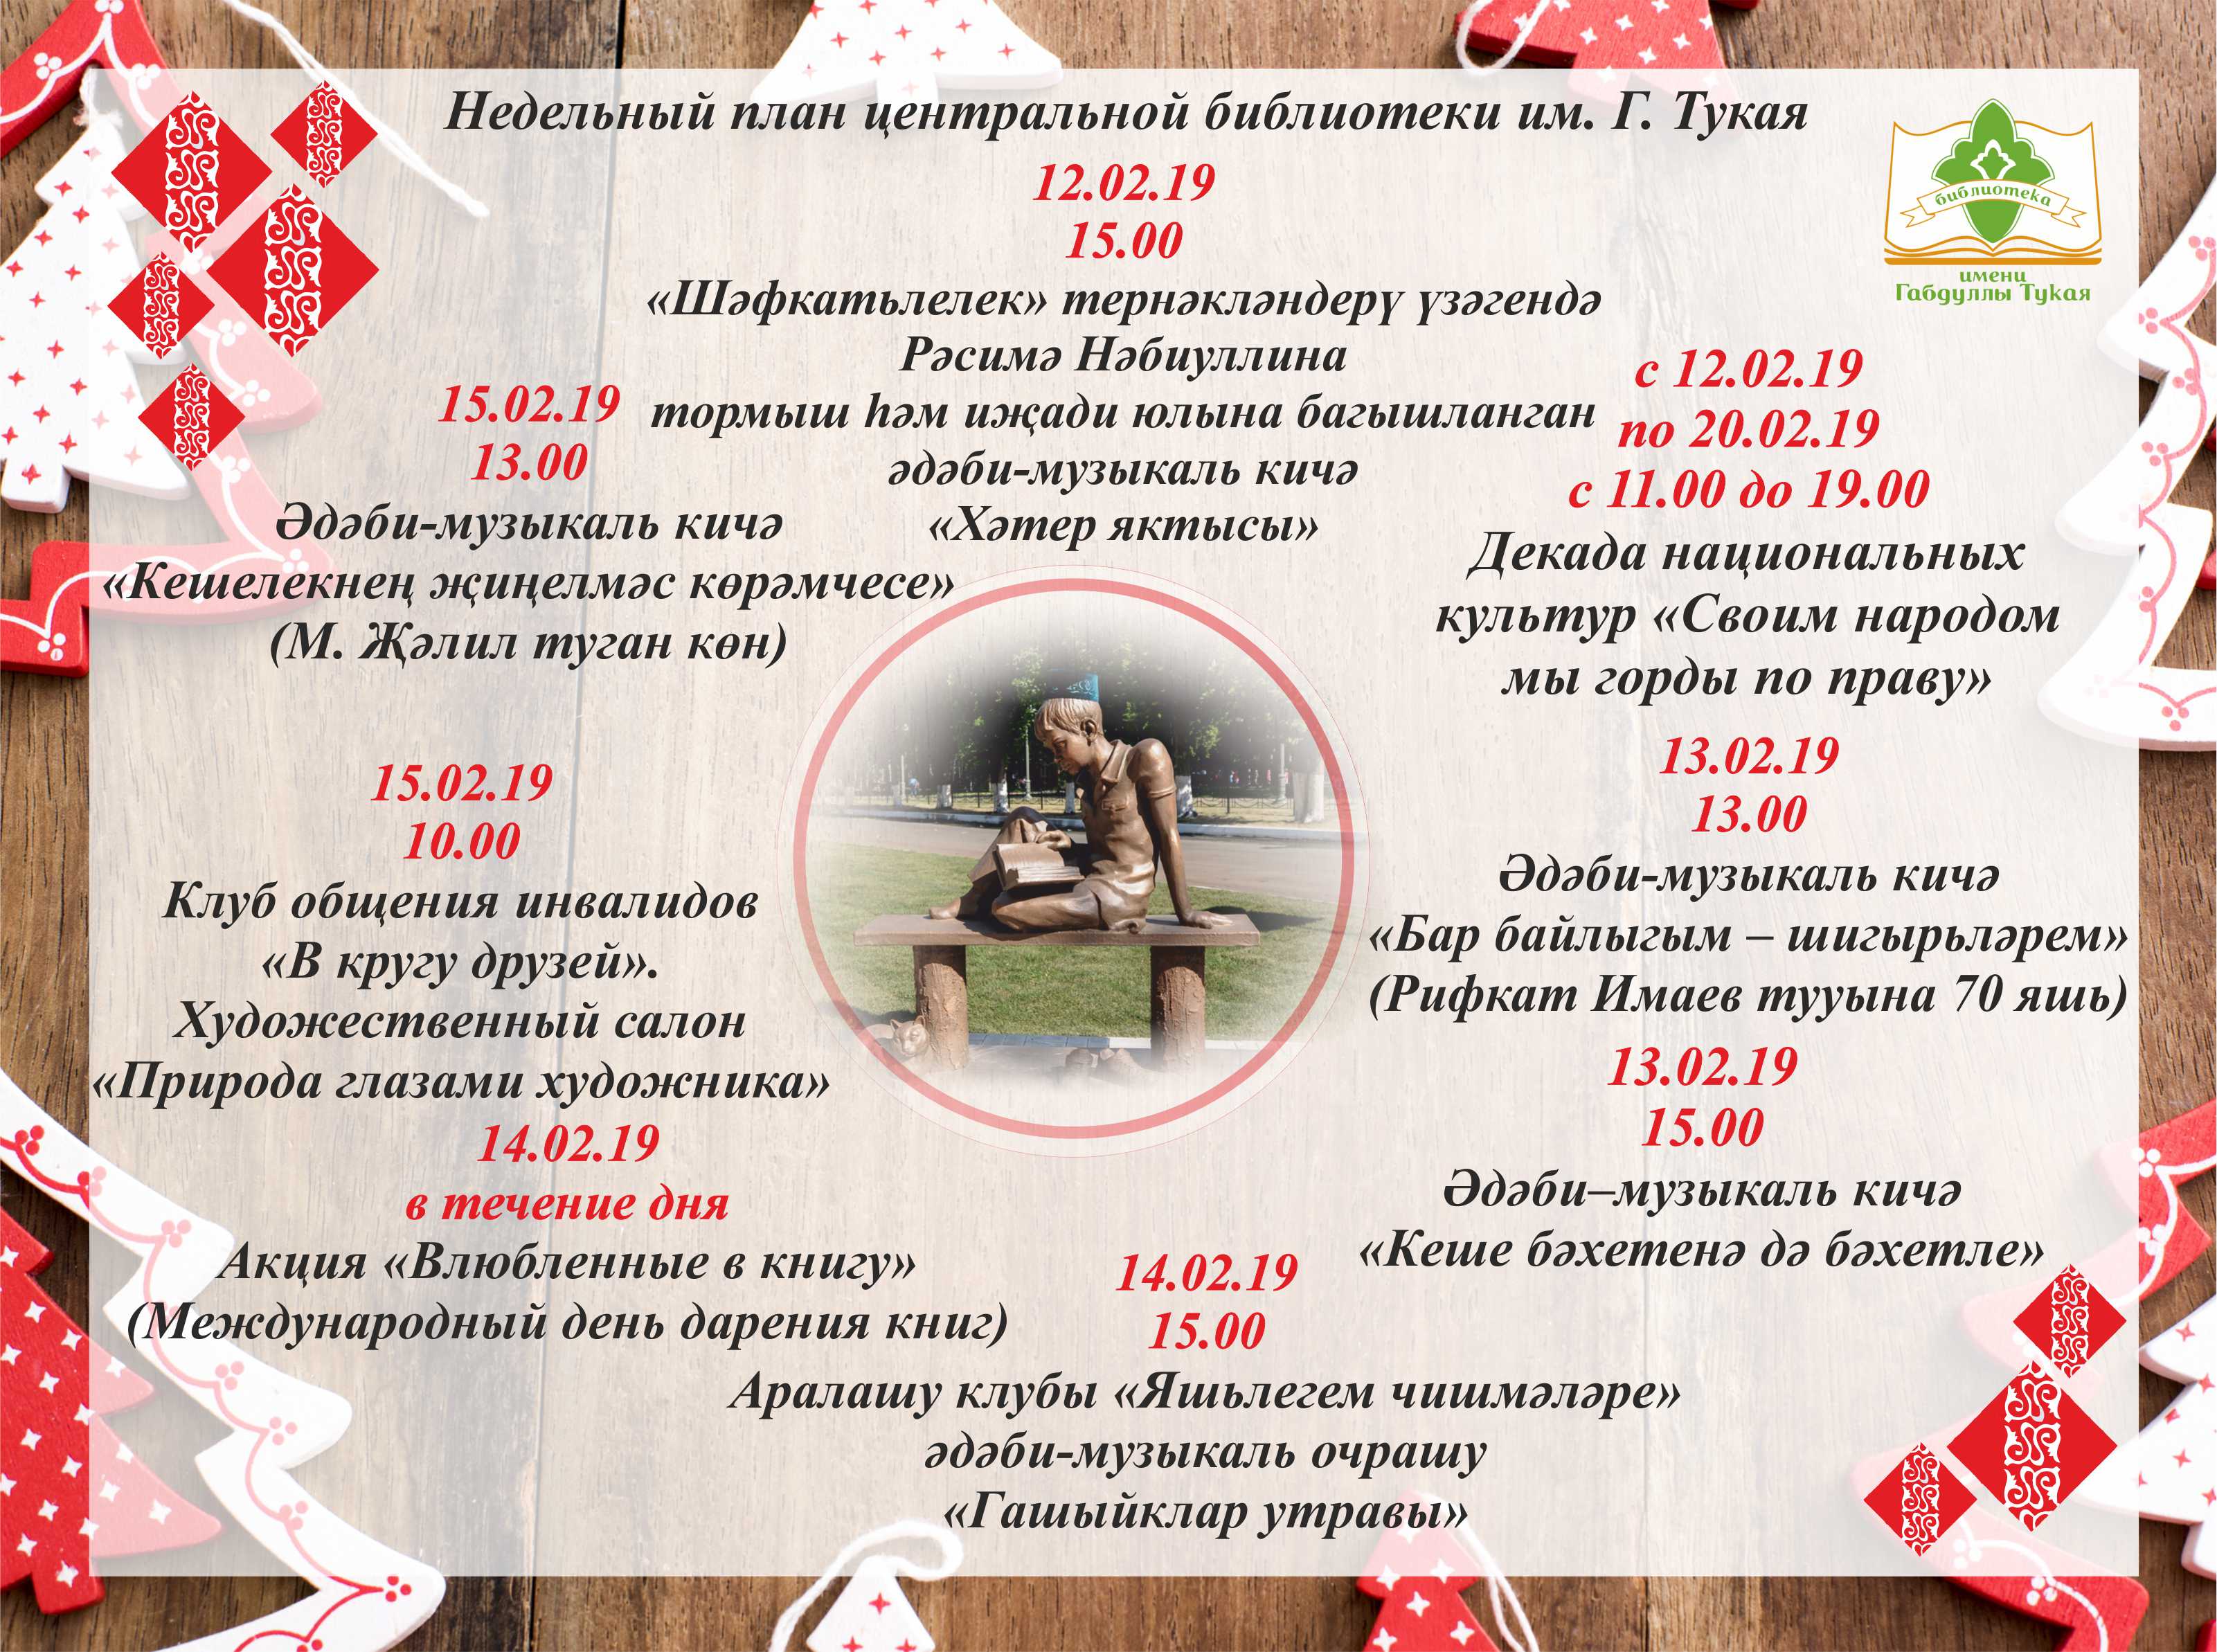 Недельный план центральной библиотеки им. Г. Тукая
библиотека
имени
Габдуллы Тукая
12.02.19
15.00
«Шәфкатьлелек» тернәкләндерү үзәгендә
Рәсимә Нәбиуллина
тормыш һәм иҗади юлына багышланган
әдәби-музыкаль кичә
«Хәтер яктысы»
с 12.02.19
по 20.02.19
с 11.00 до 19.00
Декада национальных
культур «Своим народом
мы горды по праву»
13.02.19
13.00
Әдәби-музыкаль кичә
«Бар байлыгым – шигырьләрем»
(Рифкат Имаев тууына 70 яшь)
13.02.19
15.00
Әдәби–музыкаль кичә
«Кеше бәхетенә дә бәхетле»
14.02.19
15.00
Аралашу клубы «Яшьлегем чишмәләре»
әдәби-музыкаль очрашу
«Гашыйклар утравы»
14.02.19
в течение дня
Акция «Влюбленные в книгу»
(Международный день дарения книг)
15.02.19
10.00
Клуб общения инвалидов
«В кругу друзей».
Художественный салон
«Природа глазами художника»
15.02.19
13.00
Әдәби-музыкаль кичә
«Кешелекнең җиңелмәс көрәмчесе»
(М. Җәлил туган көн)